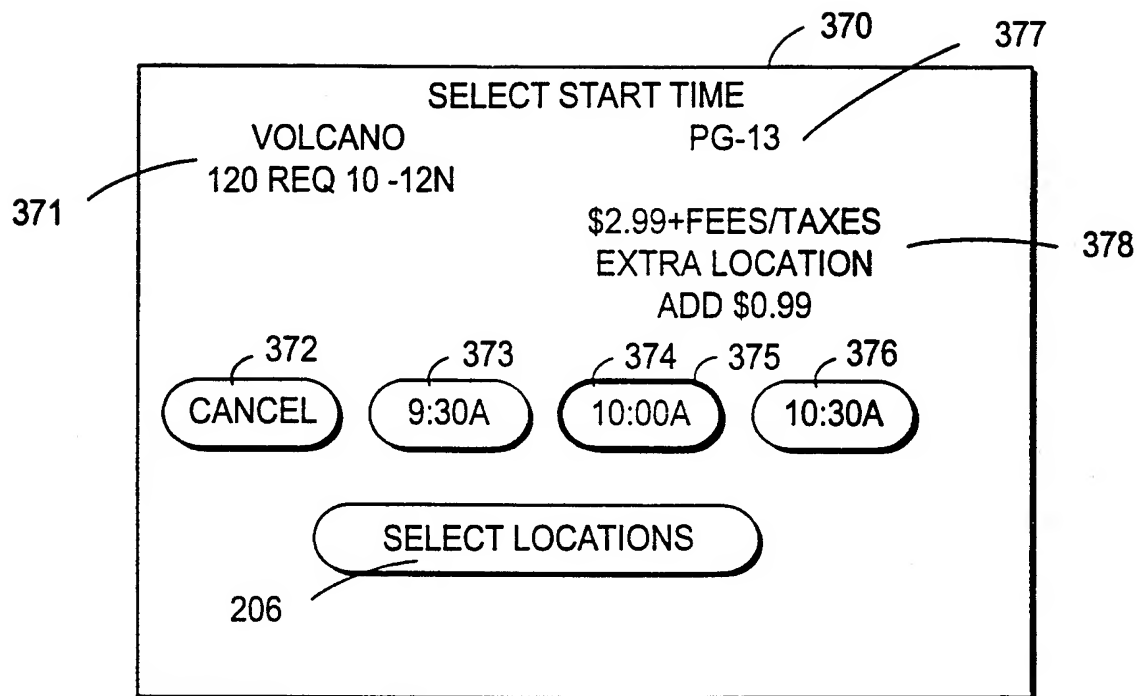 370
377
SELECT START TIME
VOLCANO
PG-13
120 REQ 10 -12N
371
$2.99+FEES/TAXES
378
EXTRA LOCATION
ADD $0.99
372
373
374
375
376
CANCEL
9:30A
10:00A
10:30A
SELECT LOCATIONS
206